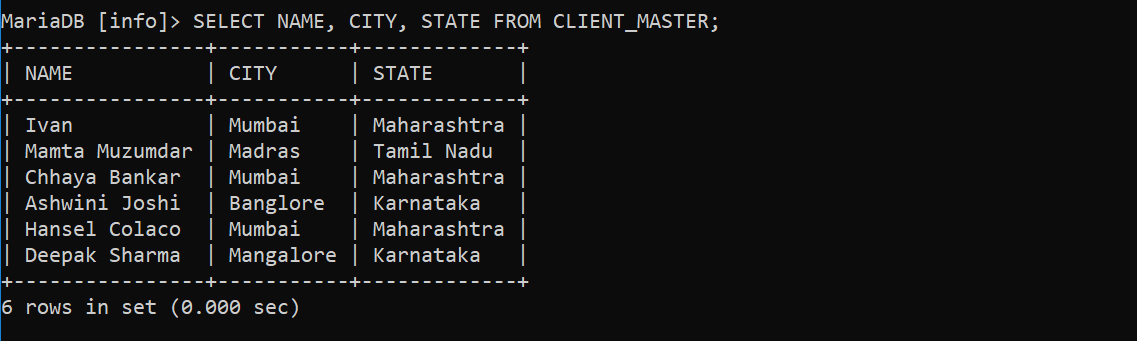 MariaDB [info]> SELECT NAME, CITY, STATE FROM CLIENT_MASTER;
+----------------+-----------+-------------+
| NAME           | CITY      | STATE       |
+----------------+-----------+-------------+
| Ivan           | Mumbai    | Maharashtra |
| Mamta Muzumdar | Madras    | Tamil Nadu  |
| Chhaya Bankar  | Mumbai    | Maharashtra |
| Ashwini Joshi  | Banglore  | Karnataka   |
| Hansel Colaco  | Mumbai    | Maharashtra |
| Deepak Sharma  | Mangalore | Karnataka   |
+----------------+-----------+-------------+
6 rows in set (0.000 sec)